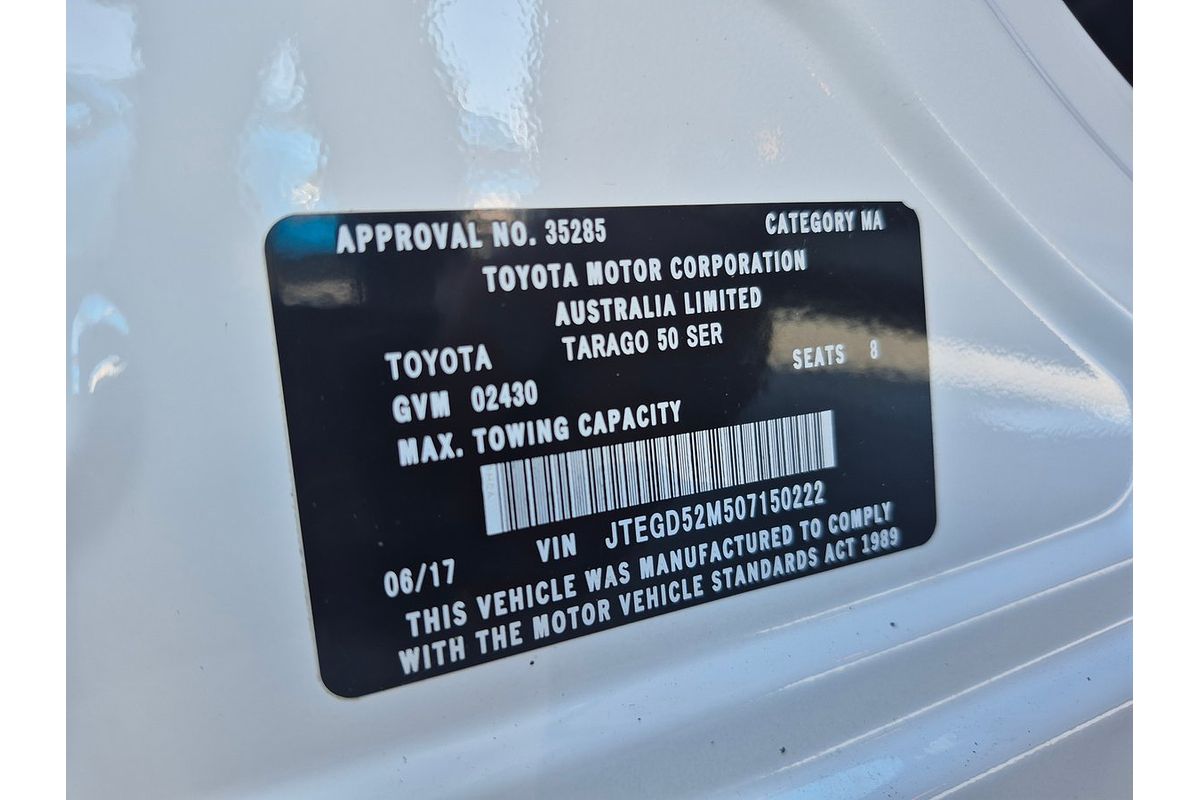 APPROVAL NO. 35285 CATEGORY MA
TOYOTA MOTOR CORPORATION
AUSTRALIA LIMITED
TOYOTA TARAGO 50 SER
GVM 02430 SEATS 8
MAX. TOWING CAPACITY
VIN JTEGD52M507150222
06/17
THIS VEHICLE WAS MANUFACTURED TO COMPLY
WITH THE MOTOR VEHICLE STANDARDS ACT 1989